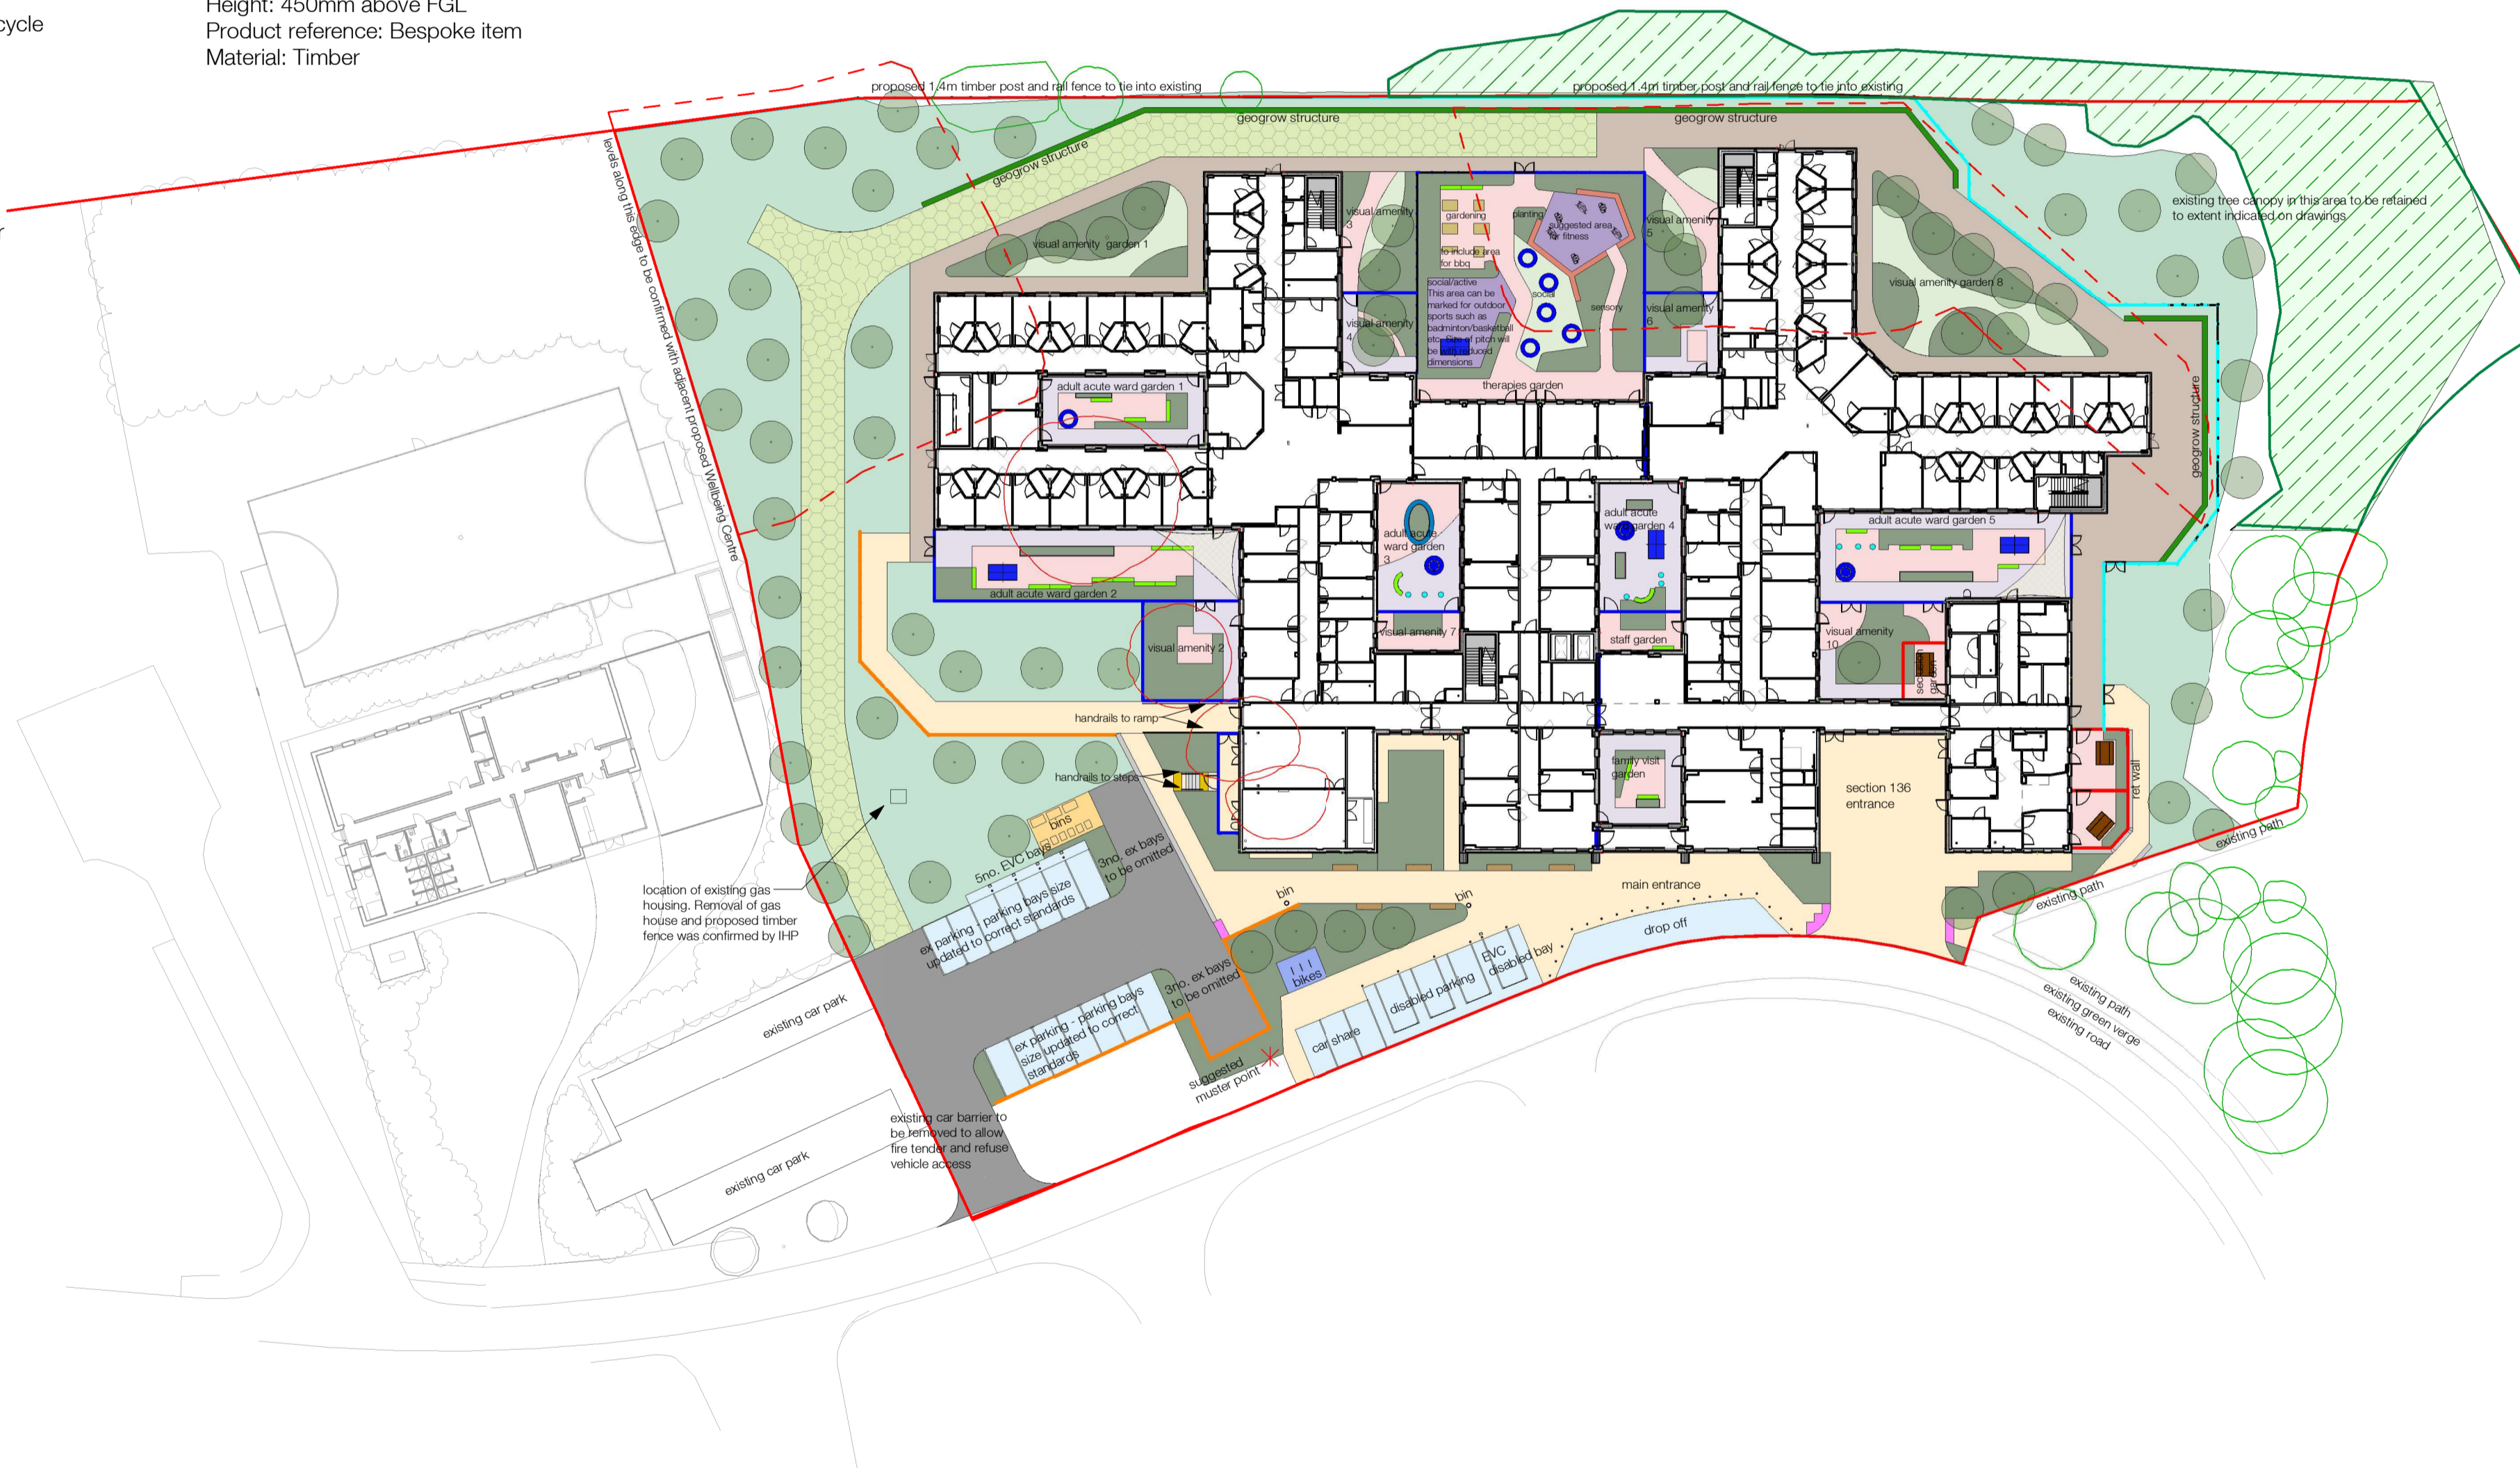 cycle
Height: 450mm above FGL
Product reference: Bespoke item
Material: Timber
proposed 1.4m timber post and rail fence to tie into existing
proposed 1.4m timber post and rail fence to tie into existing
geogrow structure
geogrow structure
geogrow structure
levels along this edge to be confirmed with adjacent proposed Wellbeing Centre
visual amenity garden 1
visual amenity
3
visual amenity
4
gardening
planting
suggested area
for fitness
to include area
for bbq
social/active
This area can be
marked for outdoor
sports such as
badminton/basketball
etc. Size of pitch will
be with reduced
dimensions
social
sensory
therapies garden
visual amenity
5
visual amenity
6
visual amenity garden 8
existing tree canopy in this area to be retained
to extent indicated on drawings
geogrow structure
adult acute ward garden 1
adult acute ward garden 2
visual amenity 2
adult acute
ward garden
3
visual amenity 7
adult acute
ward garden 4
staff garden
adult acute ward garden 5
visual amenity
10
seclusion
garden
handrails to ramp
handrails to steps
family visit
garden
section 136
entrance
ret wall
existing path
existing path
bins
5no. EVC bays
3no. ex bays
to be omitted
ex parking - parking bays size
updated to correct standards
location of existing gas
housing. Removal of gas
house and proposed timber
fence was confirmed by IHP
bin
bin
main entrance
drop off
3no. ex bays
to be omitted
bikes
EVC
disabled bay
disabled parking
car share
ex parking - parking bays
size updated to correct
standards
suggested
muster point
existing car park
existing car park
existing car barrier to
be removed to allow
fire tender and refuse
vehicle access
existing path
existing green verge
existing road